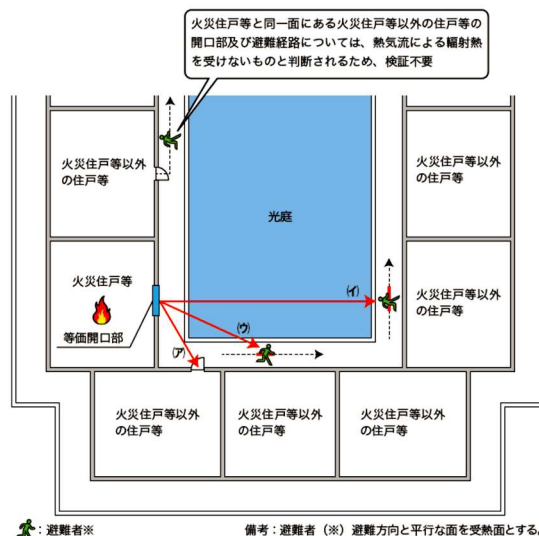 火災住戸等と同一面にある火災住戸等以外の住戸等の
開口部及び避難経路については、熱気流による輻射熱
を受けないものと判断されるため、検証不要
火災住戸等以外
の住戸等
火災住戸等以外
の住戸等
光庭
火災住戸等
(イ)
火災住戸等以外
の住戸等
等価開口部
(ウ)
(ア)
火災住戸等以外
の住戸等
火災住戸等以外
の住戸等
火災住戸等以外
の住戸等
:避難者※
備考:避難者(※)避難方向と平行な面を受熱面とする。